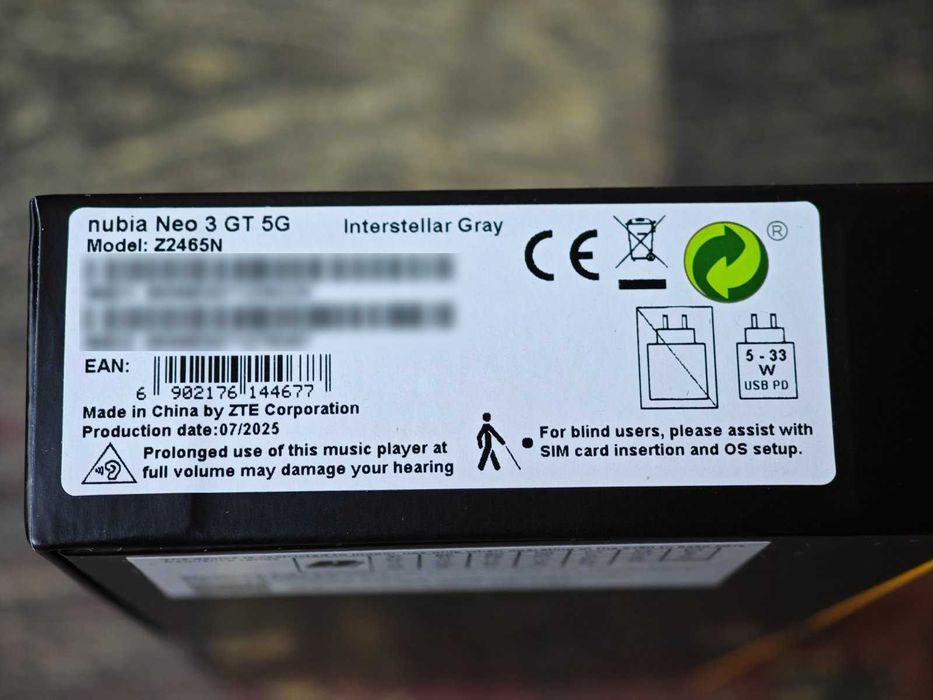 nubia Neo 3 GT 5G
Interstellar Gray
Model: Z2465N
CE
®
EAN:
6 902176 144677
5 - 33
W
USB PD
Made in China by ZTE Corporation
Production date:07/2025
Prolonged use of this music player at
full volume may damage your hearing
For blind users, please assist with
SIM card insertion and OS setup.